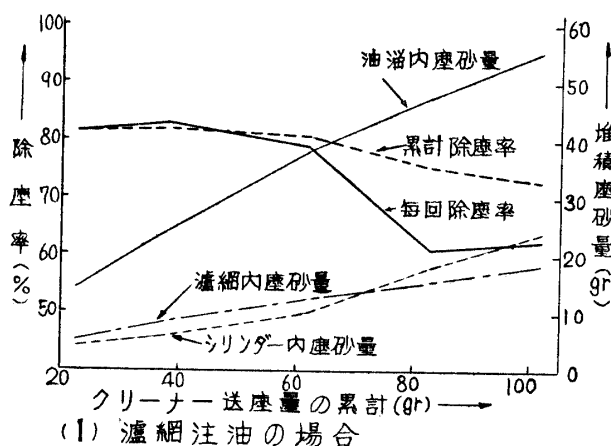 100
90
80
70
60
50
除塵率(%)
60
50
40
30
20
10
0
堆積塵砂量(gr)
油溜内塵砂量
累計除塵率
毎回除塵率
濾網内塵砂量
シリンダー内塵砂量
20 40 60 80 100
クリーナー送塵量の累計(gr)
(1) 濾網注油の場合